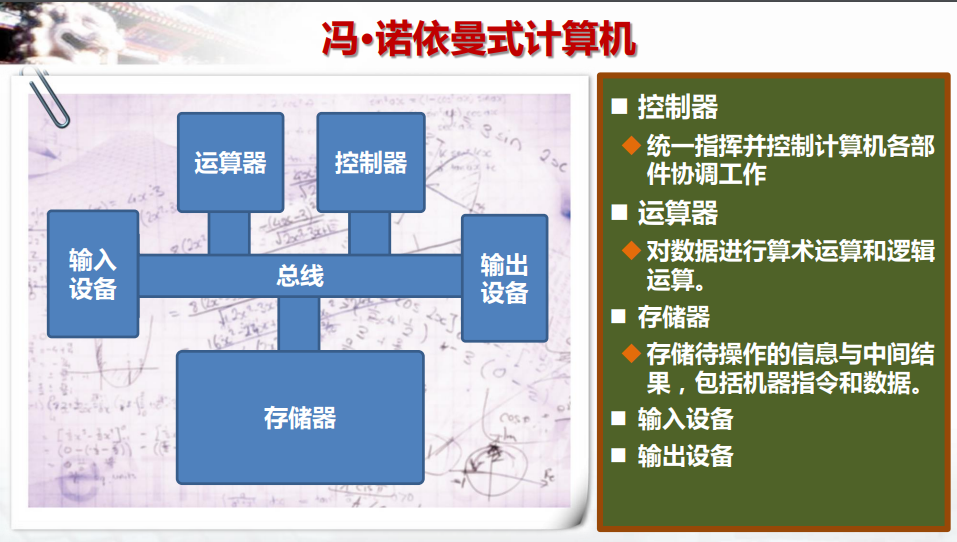 冯·诺依曼式计算机
运算器
控制器
输入
设备
总线
输出
设备
存储器
控制器
统一指挥并控制计算机各部
件协调工作
运算器
对数据进行算术运算和逻辑
运算。
存储器
存储待操作的信息与中间结
果，包括机器指令和数据。
输入设备
输出设备